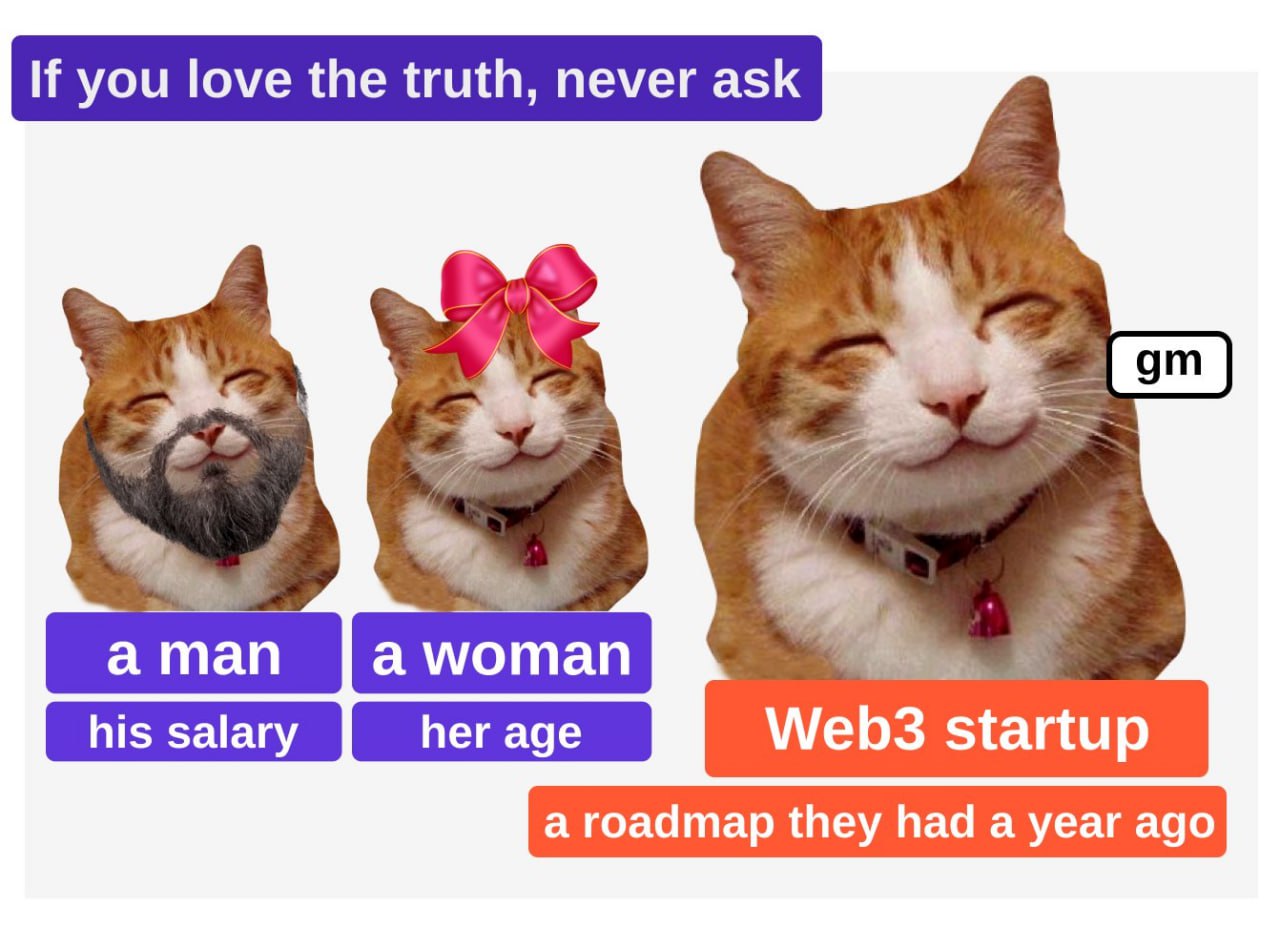 If you love the truth, never ask
gm
a man
a woman
his salary
her age
Web3 startup
a roadmap they had a year ago